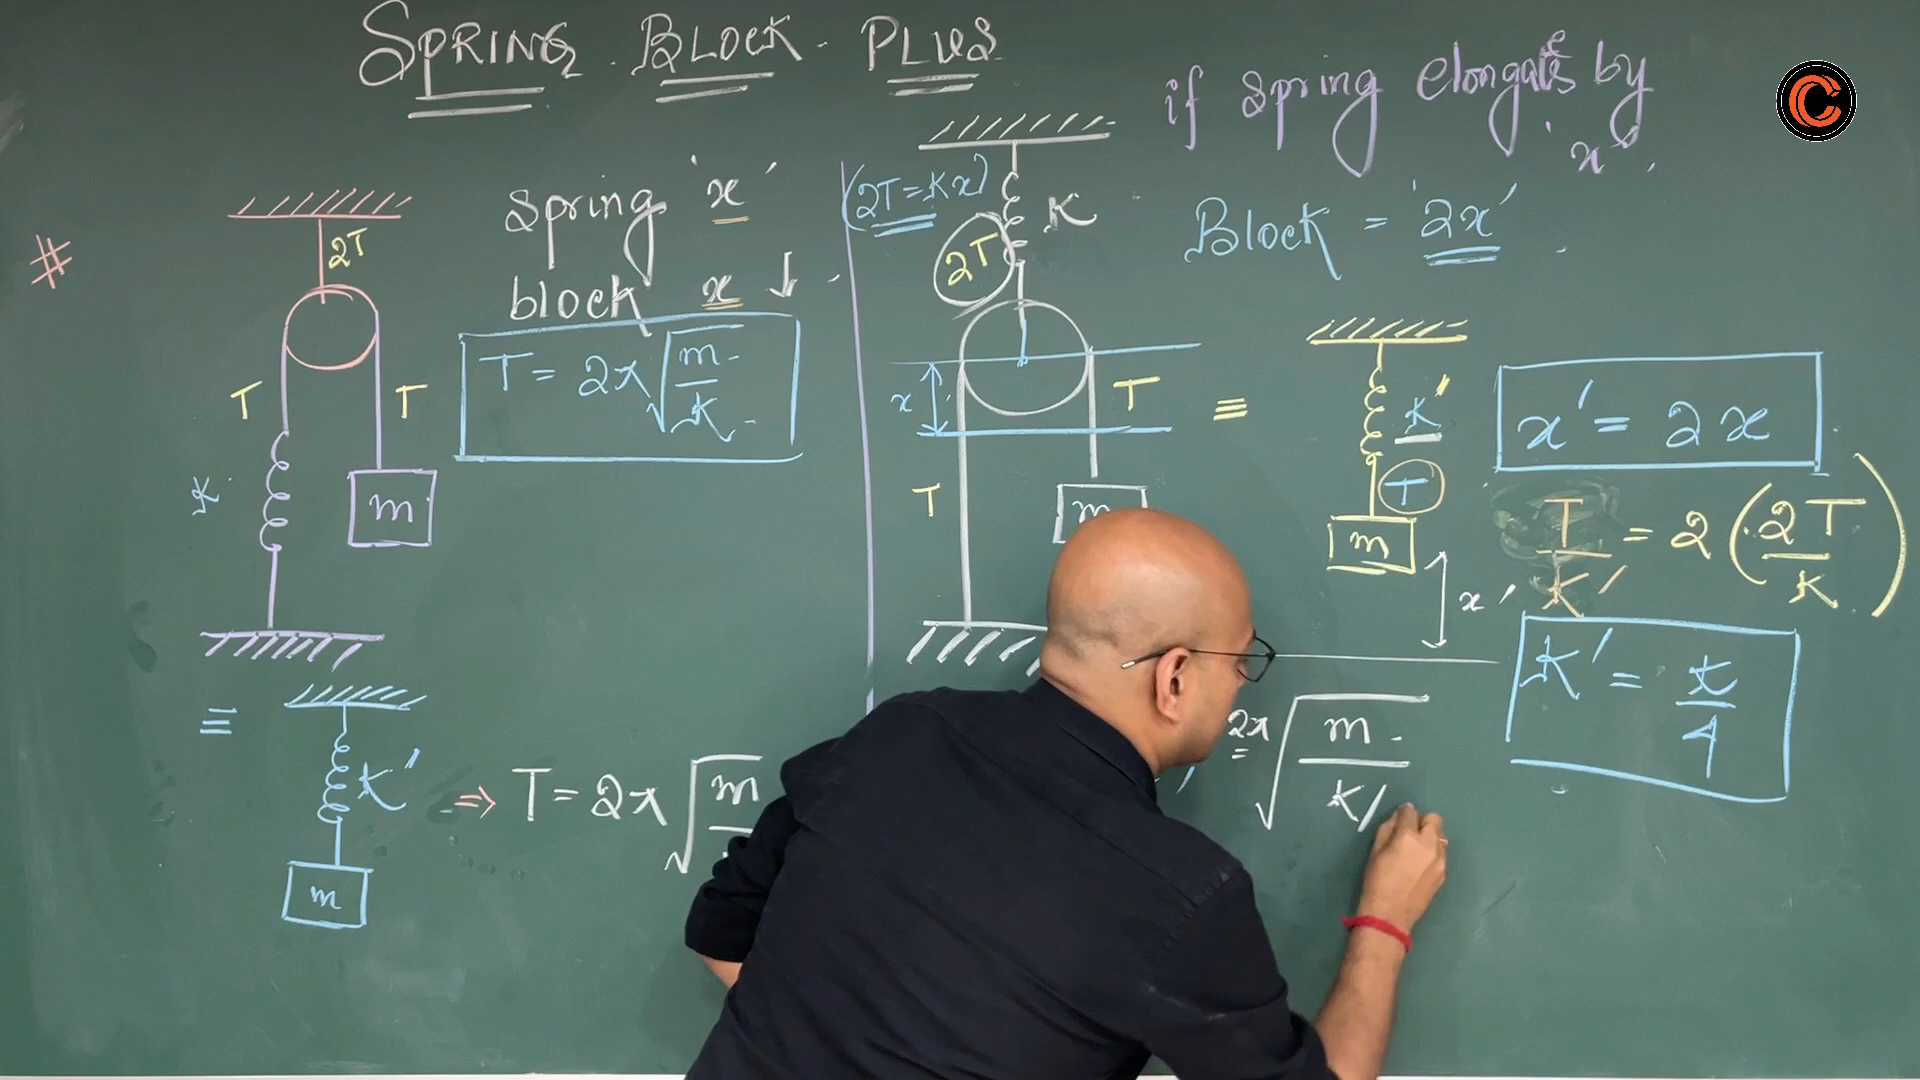 SPRING BLOCK PLUS
if spring elongates by
x
#
2T
T
T
K
m
Spring 'x'
block x ↓
T = 2π√(m/K)
≡
K'
m
⇒ T = 2π√(m
(2T = Kx)
2T
K
x
T
T
m
Block = '2x'
≡
K'
T
m
x'
x' = 2x
T/K' = 2(2T/K)
K' = K/4
2π√(m/K/
=